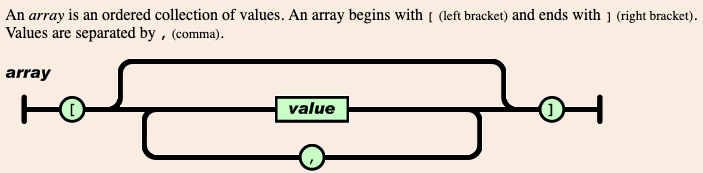 An array is an ordered collection of values. An array begins with [ (left bracket) and ends with ] (right bracket).
Values are separated by , (comma).
array
[ value ]
,